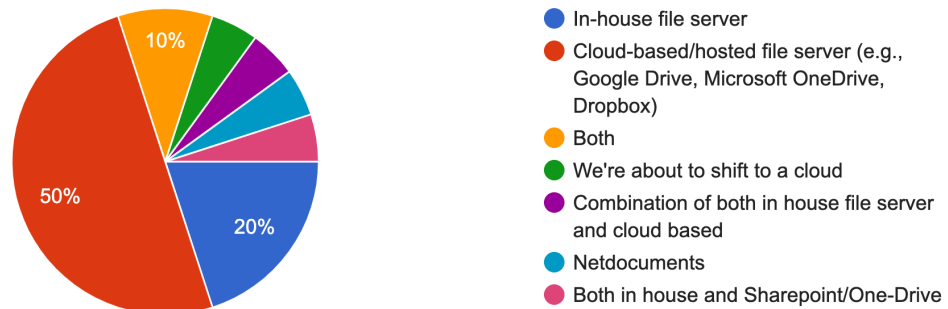 10%
50%
20%
In-house file server
Cloud-based/hosted file server (e.g.,
Google Drive, Microsoft OneDrive,
Dropbox)
Both
We're about to shift to a cloud
Combination of both in house file server
and cloud based
Netdocuments
Both in house and Sharepoint/One-Drive